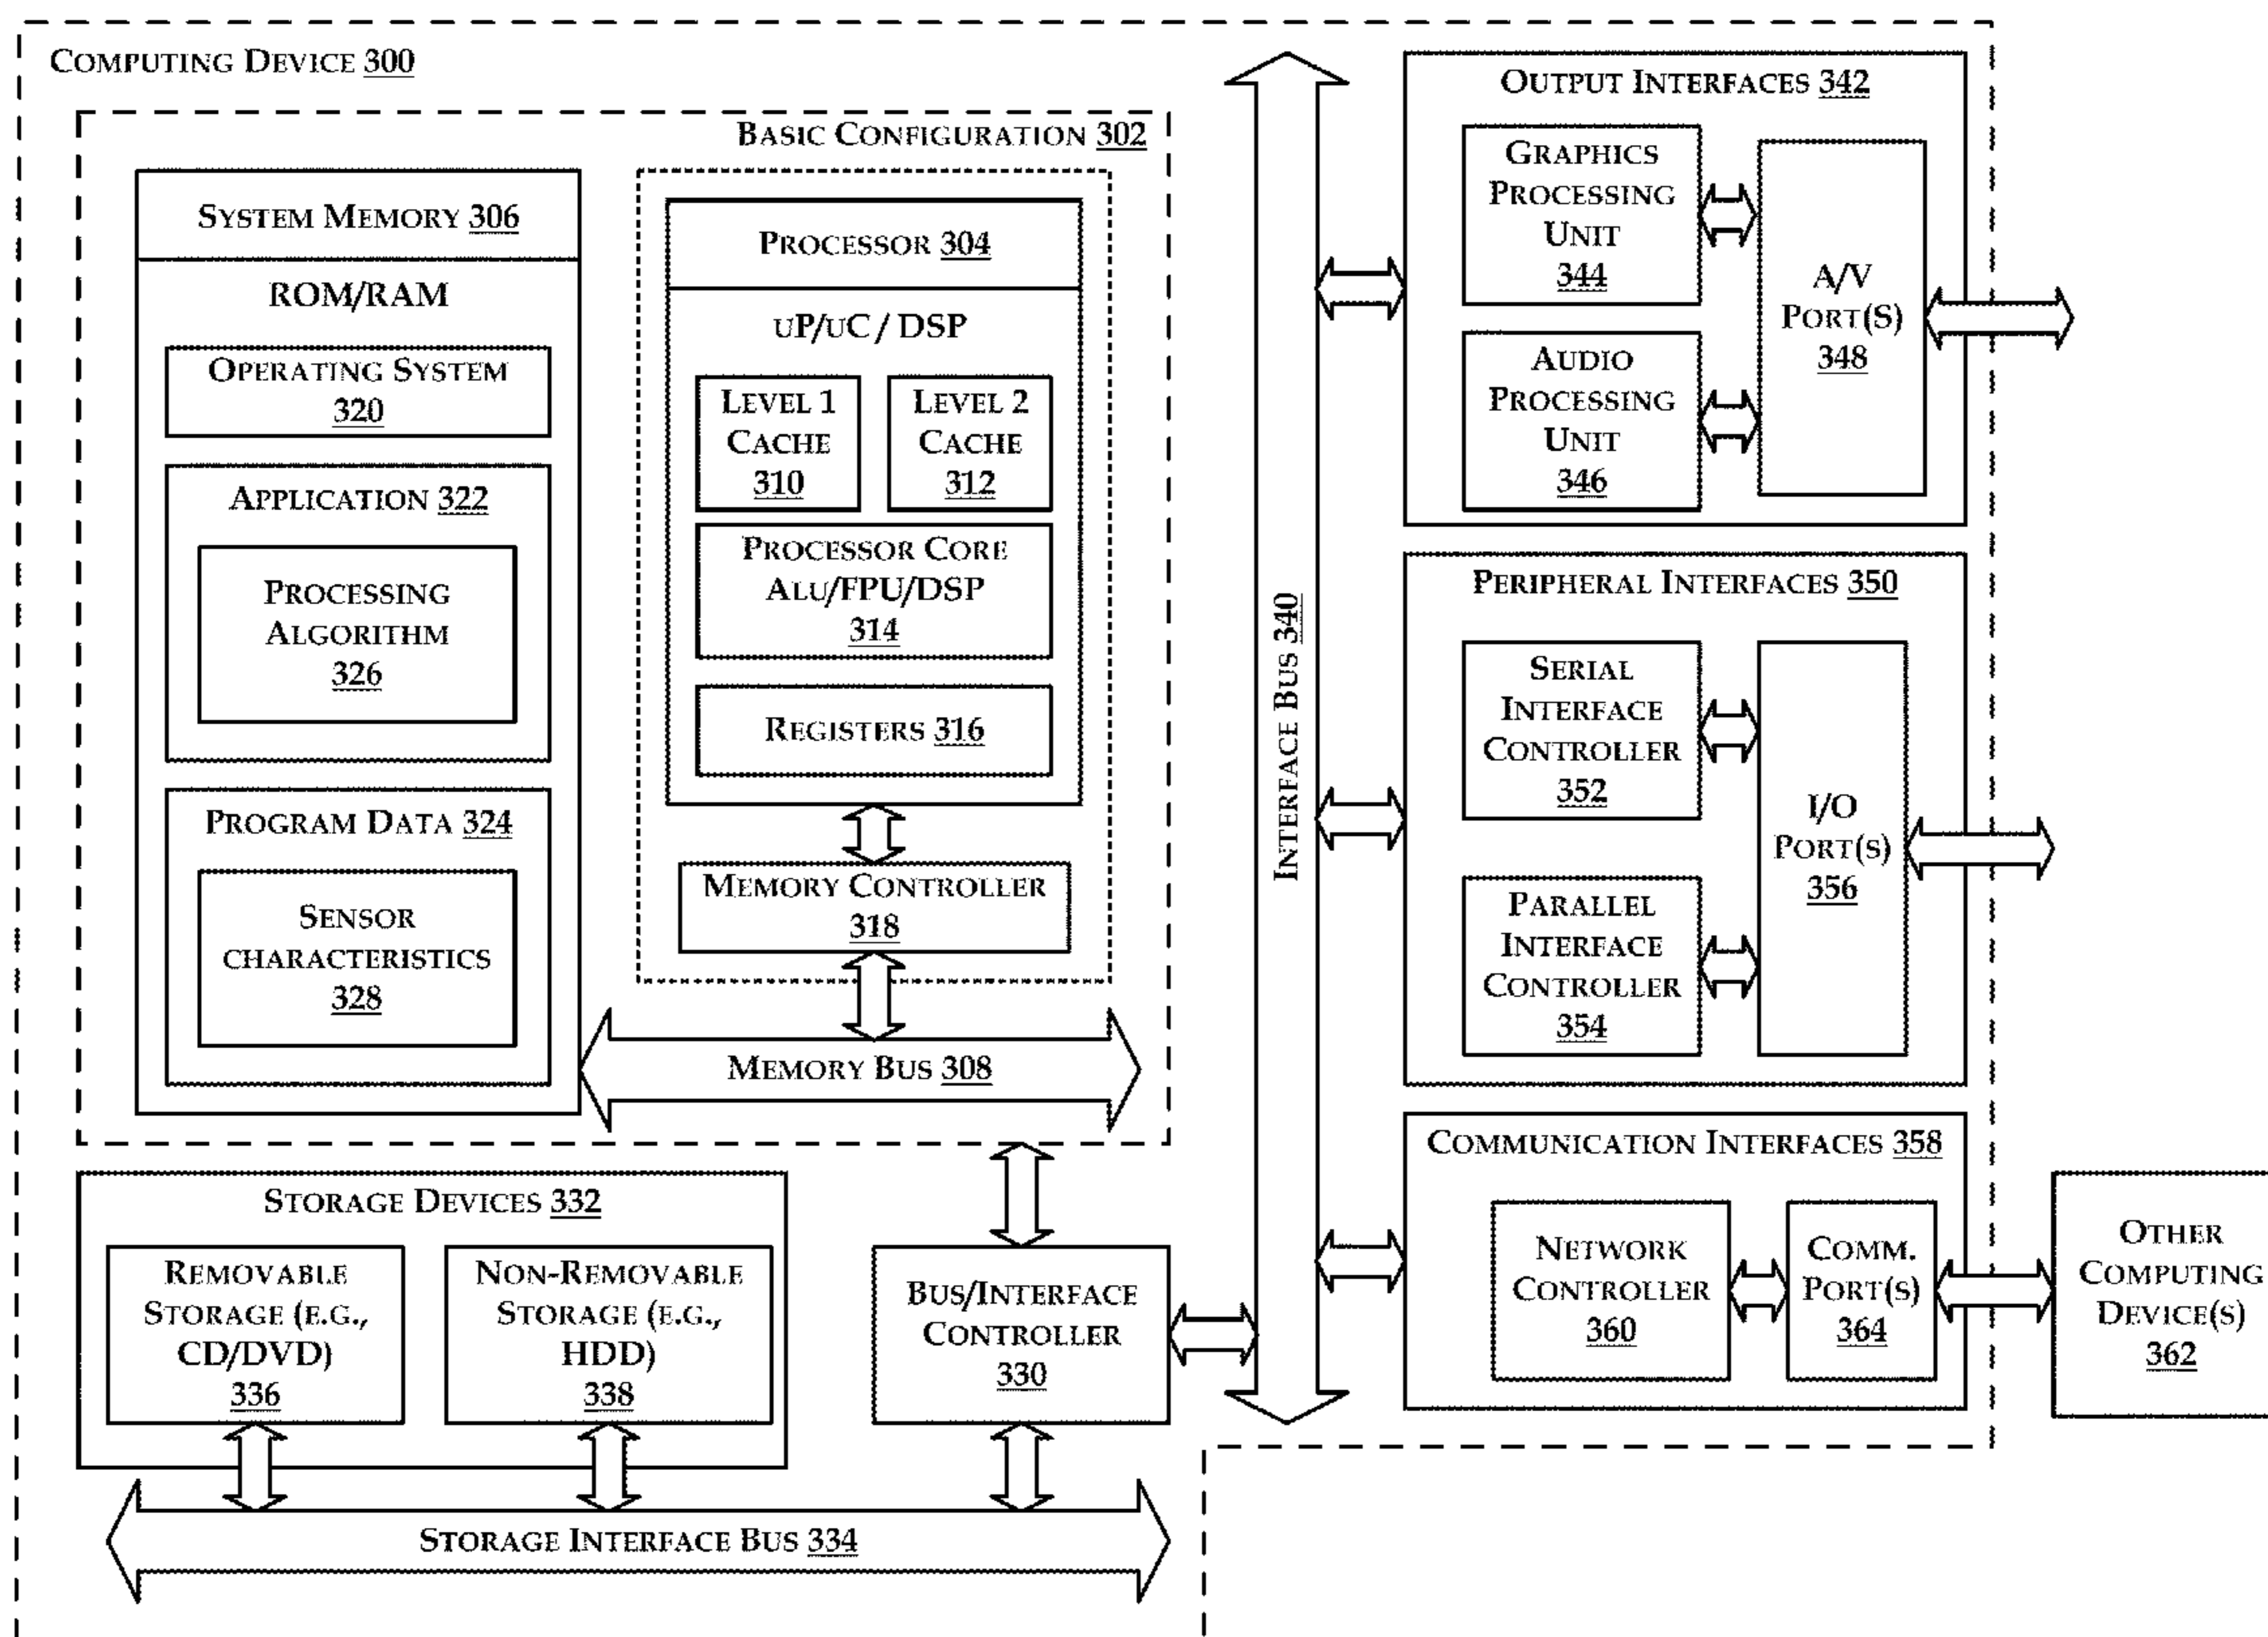 COMPUTING DEVICE 300
BASIC CONFIGURATION 302
SYSTEM MEMORY 306
ROM/RAM
OPERATING SYSTEM
320
APPLICATION 322
PROCESSING
ALGORITHM
326
PROGRAM DATA 324
SENSOR
CHARACTERISTICS
328
PROCESSOR 304
UP/UC / DSP
LEVEL 1
CACHE
310
LEVEL 2
CACHE
312
PROCESSOR CORE
ALU/FPU/DSP
314
REGISTERS 316
MEMORY CONTROLLER
318
MEMORY BUS 308
STORAGE DEVICES 332
REMOVABLE
STORAGE (E.G.,
CD/DVD)
336
NON-REMOVABLE
STORAGE (E.G.,
HDD)
338
BUS/INTERFACE
CONTROLLER
330
STORAGE INTERFACE BUS 334
INTERFACE BUS 340
OUTPUT INTERFACES 342
GRAPHICS
PROCESSING
UNIT
344
AUDIO
PROCESSING
UNIT
346
A/V
PORT(S)
348
PERIPHERAL INTERFACES 350
SERIAL
INTERFACE
CONTROLLER
352
PARALLEL
INTERFACE
CONTROLLER
354
I/O
PORT(S)
356
COMMUNICATION INTERFACES 358
NETWORK
CONTROLLER
360
COMM.
PORT(S)
364
OTHER
COMPUTING
DEVICE(S)
362